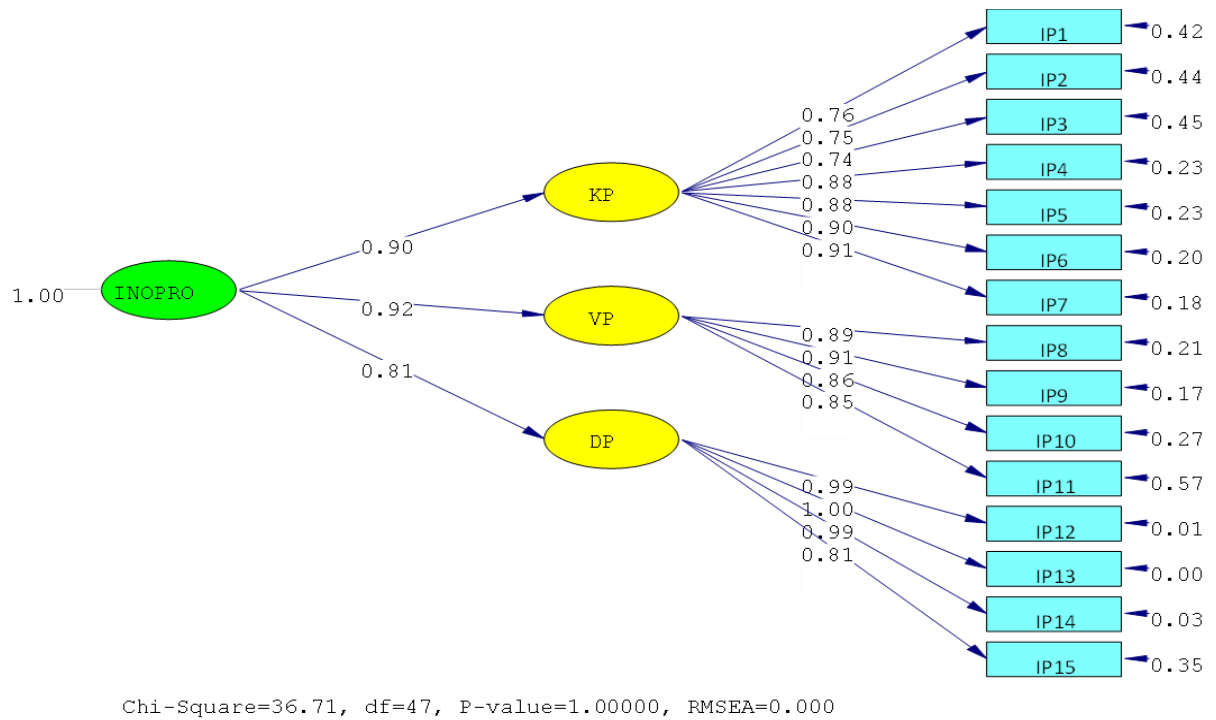 IP1 0.42
IP2 0.44
0.76 IP3 0.45
0.75
0.74 IP4 0.23
0.88
KP 0.88 IP5 0.23
0.90
0.90 0.91 IP6 0.20
1.00 INOPRO IP7 0.18
0.92 VP 0.89 IP8 0.21
0.91
0.81 0.86 IP9 0.17
0.85
DP IP10 0.27
0.99 IP11 0.57
1.00
0.99 IP12 0.01
0.81 IP13 0.00
IP14 0.03
IP15 0.35
Chi-Square=36.71, df=47, P-value=1.00000, RMSEA=0.000